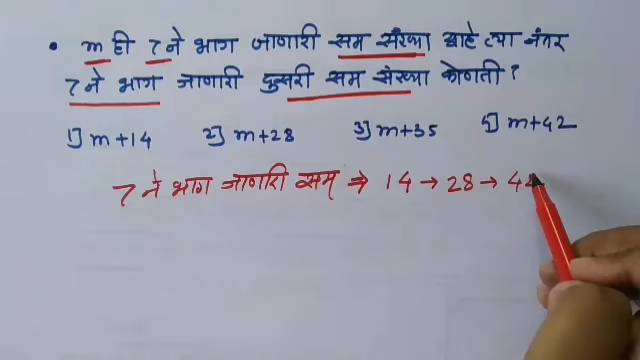 • m ही 7 ने भाग जाणारी सम संख्या आहे त्या नंतर
7 ने भाग जाणारी दुसरी सम संख्या कोणती ?
1] m+14 2] m+28 3] m+35 4] m+42
7 ने भाग जाणारी सम ⇒ 14 → 28 → 42